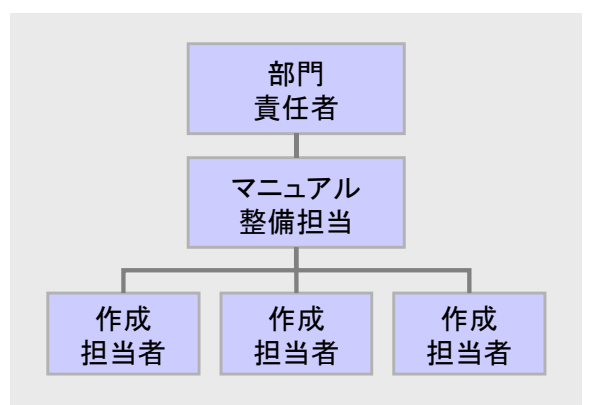 部門
責任者
マニュアル
整備担当
作成
担当者
作成
担当者
作成
担当者